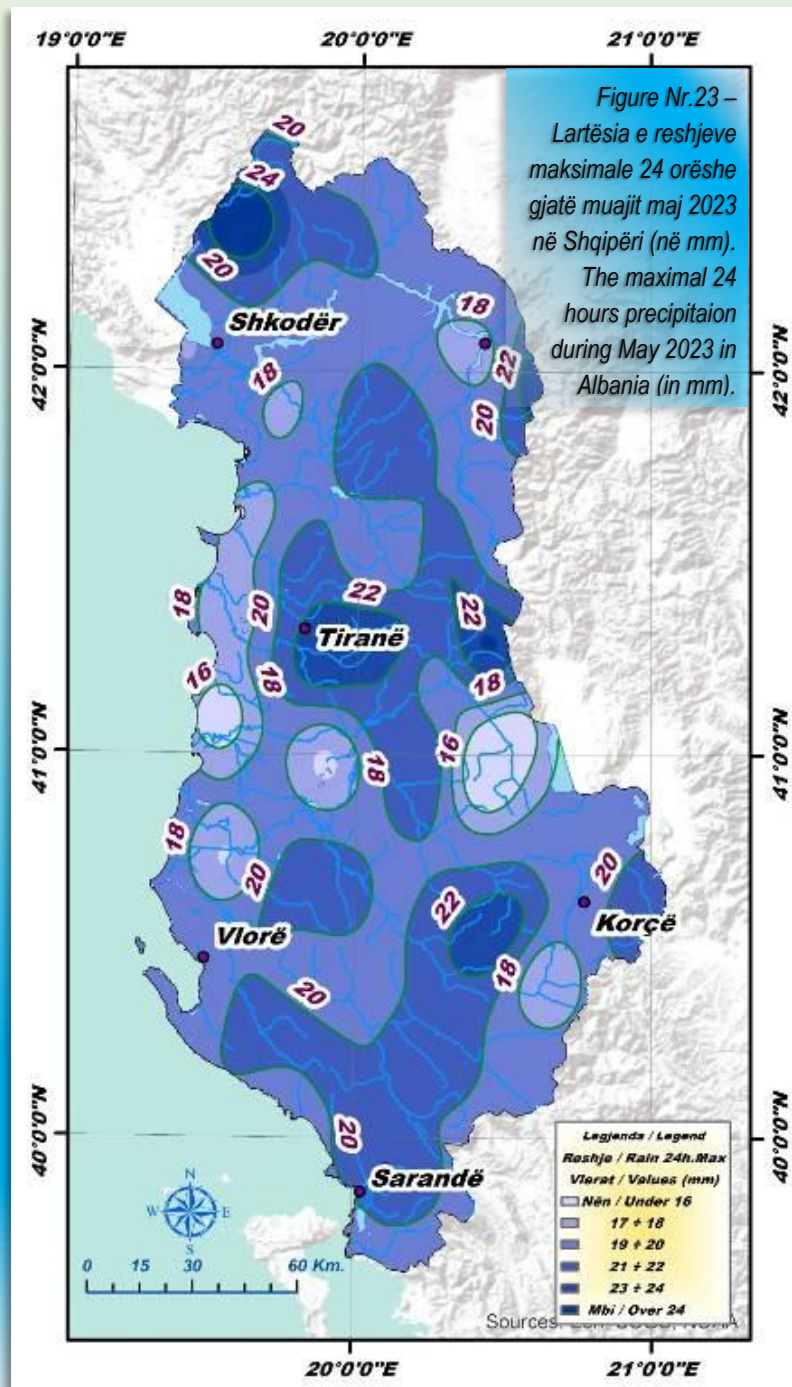 19°0'0"E 20°0'0"E 21°0'0"E
Figure Nr.23 –
Lartësia e reshjeve
maksimale 24 orëshe
gjatë muajit maj 2023
në Shqipëri (në mm).
The maximal 24
hours precipitaion
during May 2023 in
Albania (in mm).
20
24
20
Shkodër
18
18
22
20
42°0'0"N 42°0'0"N
18
20
22
22
Tiranë
18
16
18
18
41°0'0"N 41°0'0"N
16
18
18
20
20
22
Korçë
Vlorë
18
20
40°0'0"N 40°0'0"N
20
Sarandë
Legjenda / Legend
Reshje / Rain 24h.Max
Vlerat / Values (mm)
Nën / Under 16
17 ÷ 18
19 ÷ 20
21 ÷ 22
23 ÷ 24
Mbi / Over 24
N
W E
S
0 15 30 60 Km.
Sources:
20°0'0"E 21°0'0"E